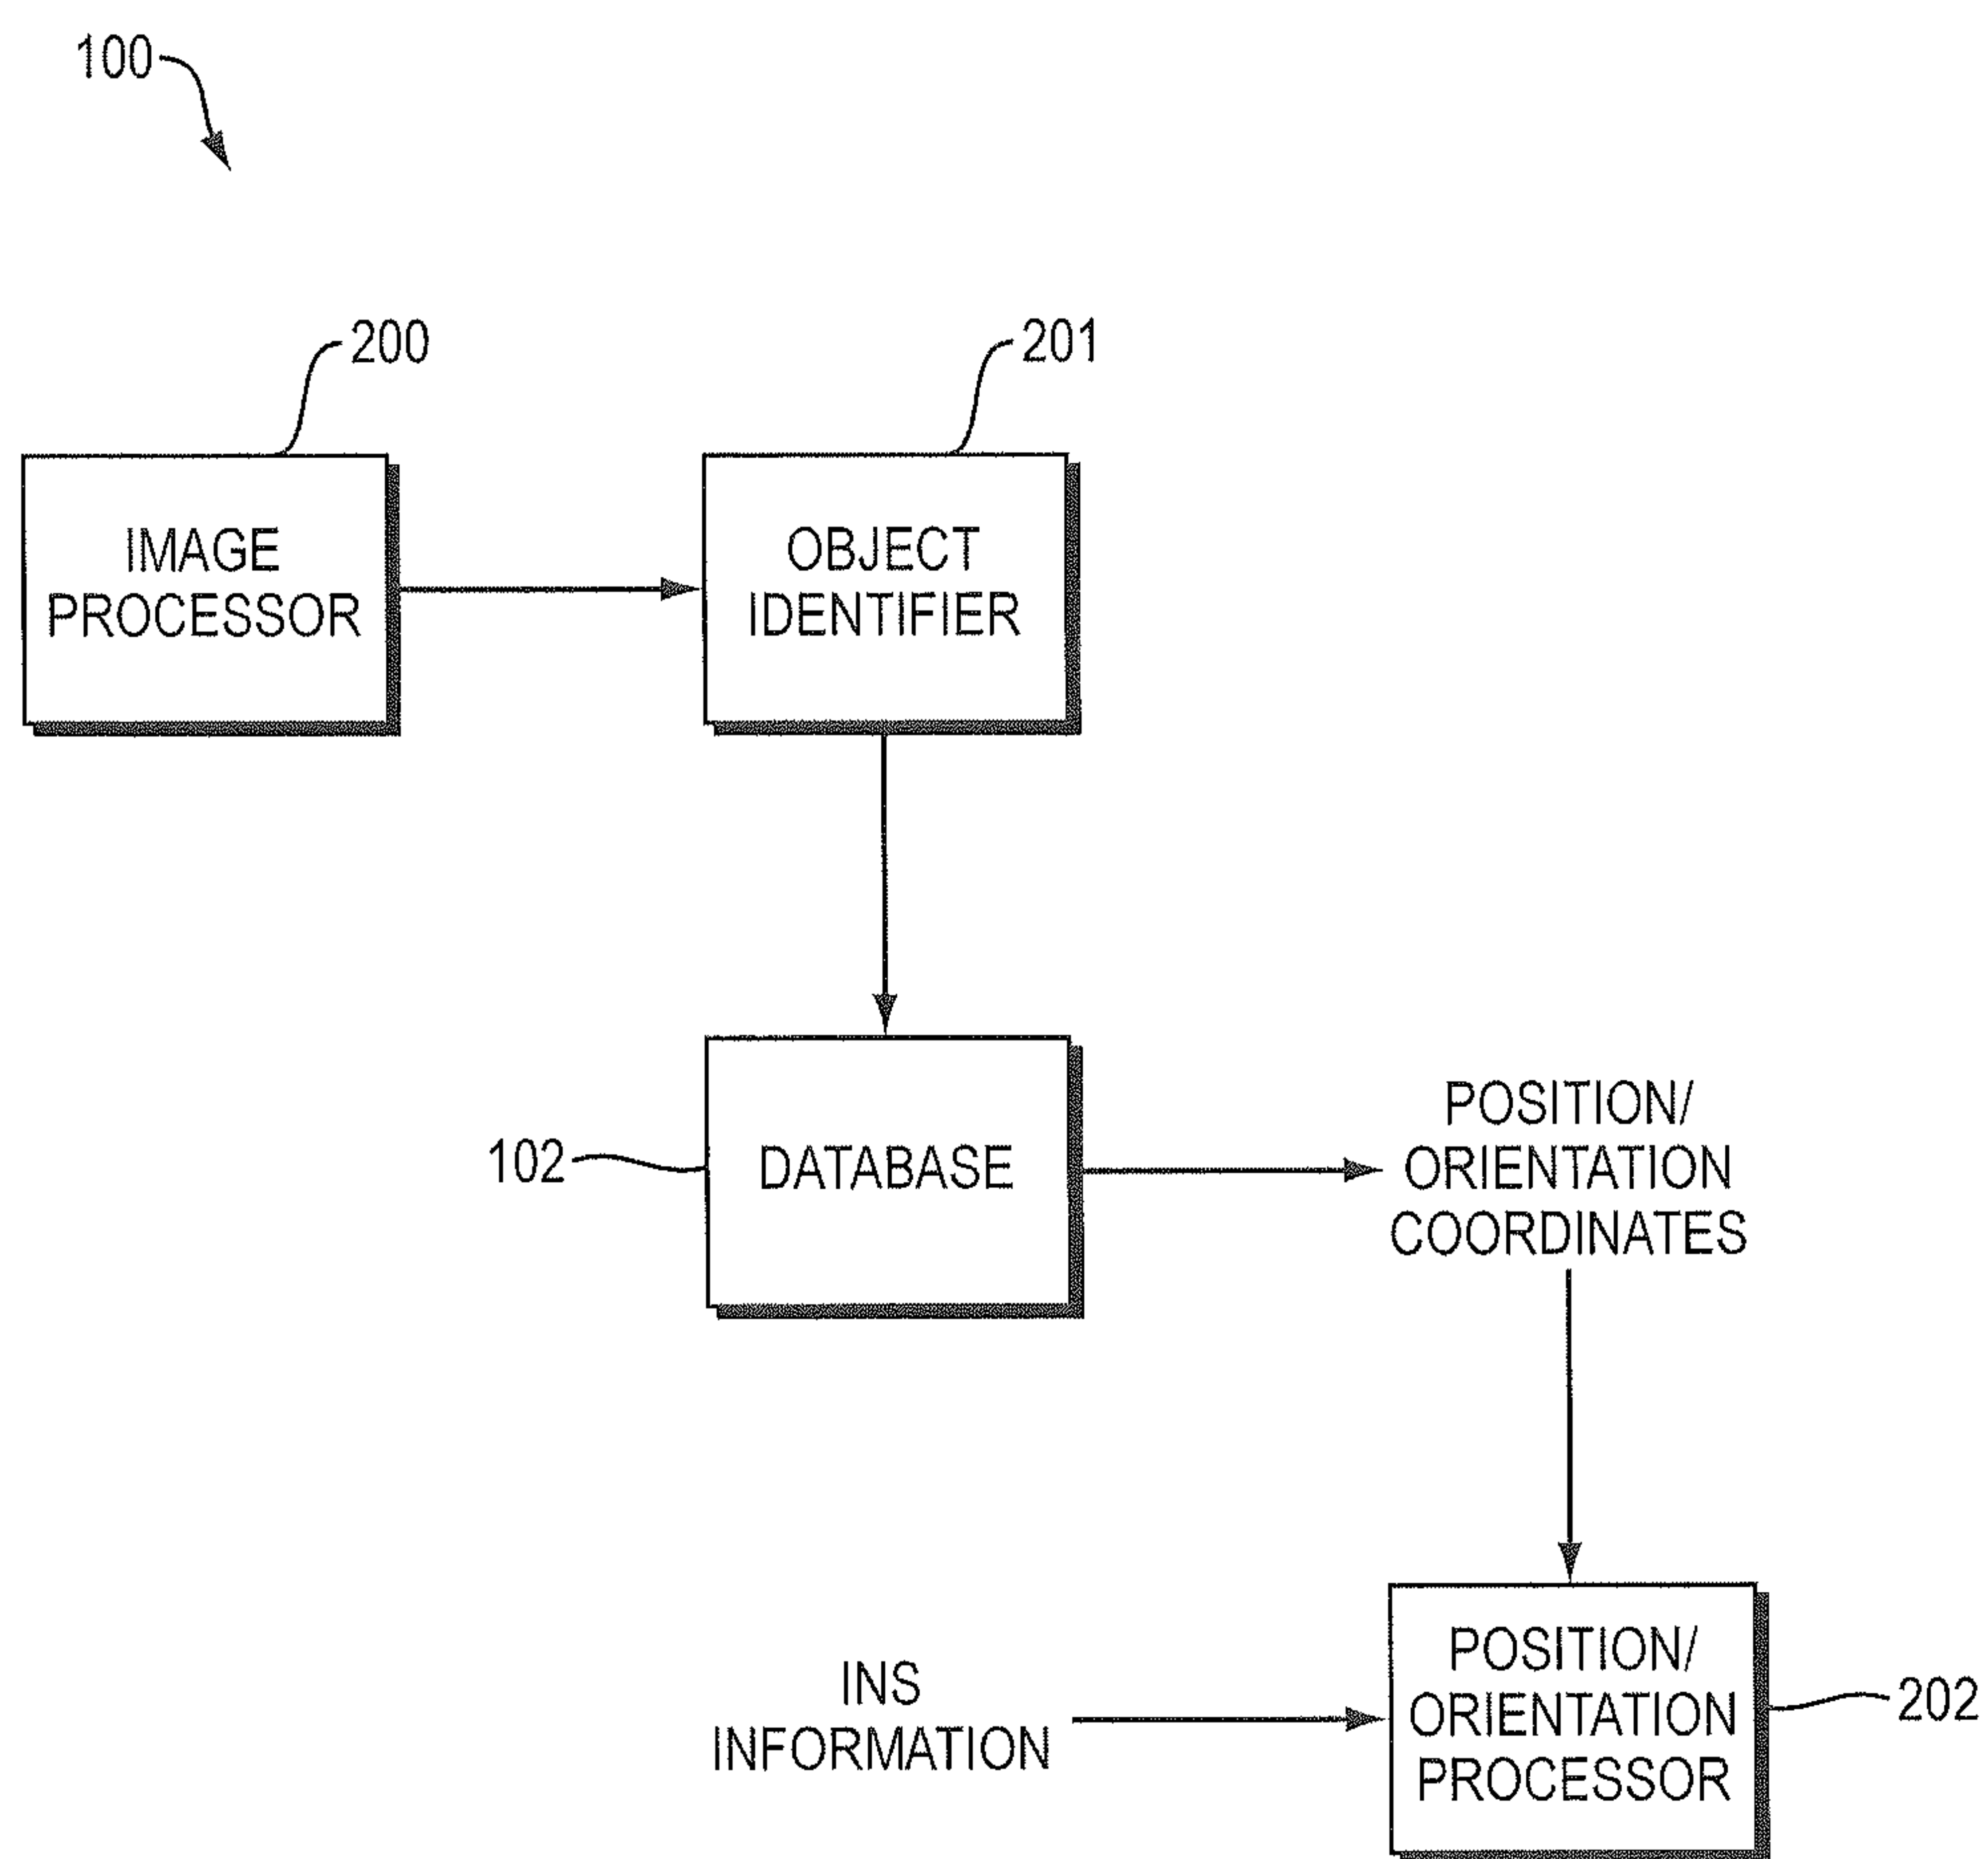 100
200
201
IMAGE
PROCESSOR
OBJECT
IDENTIFIER
102
DATABASE
POSITION/
ORIENTATION
COORDINATES
INS
INFORMATION
POSITION/
ORIENTATION
PROCESSOR
202